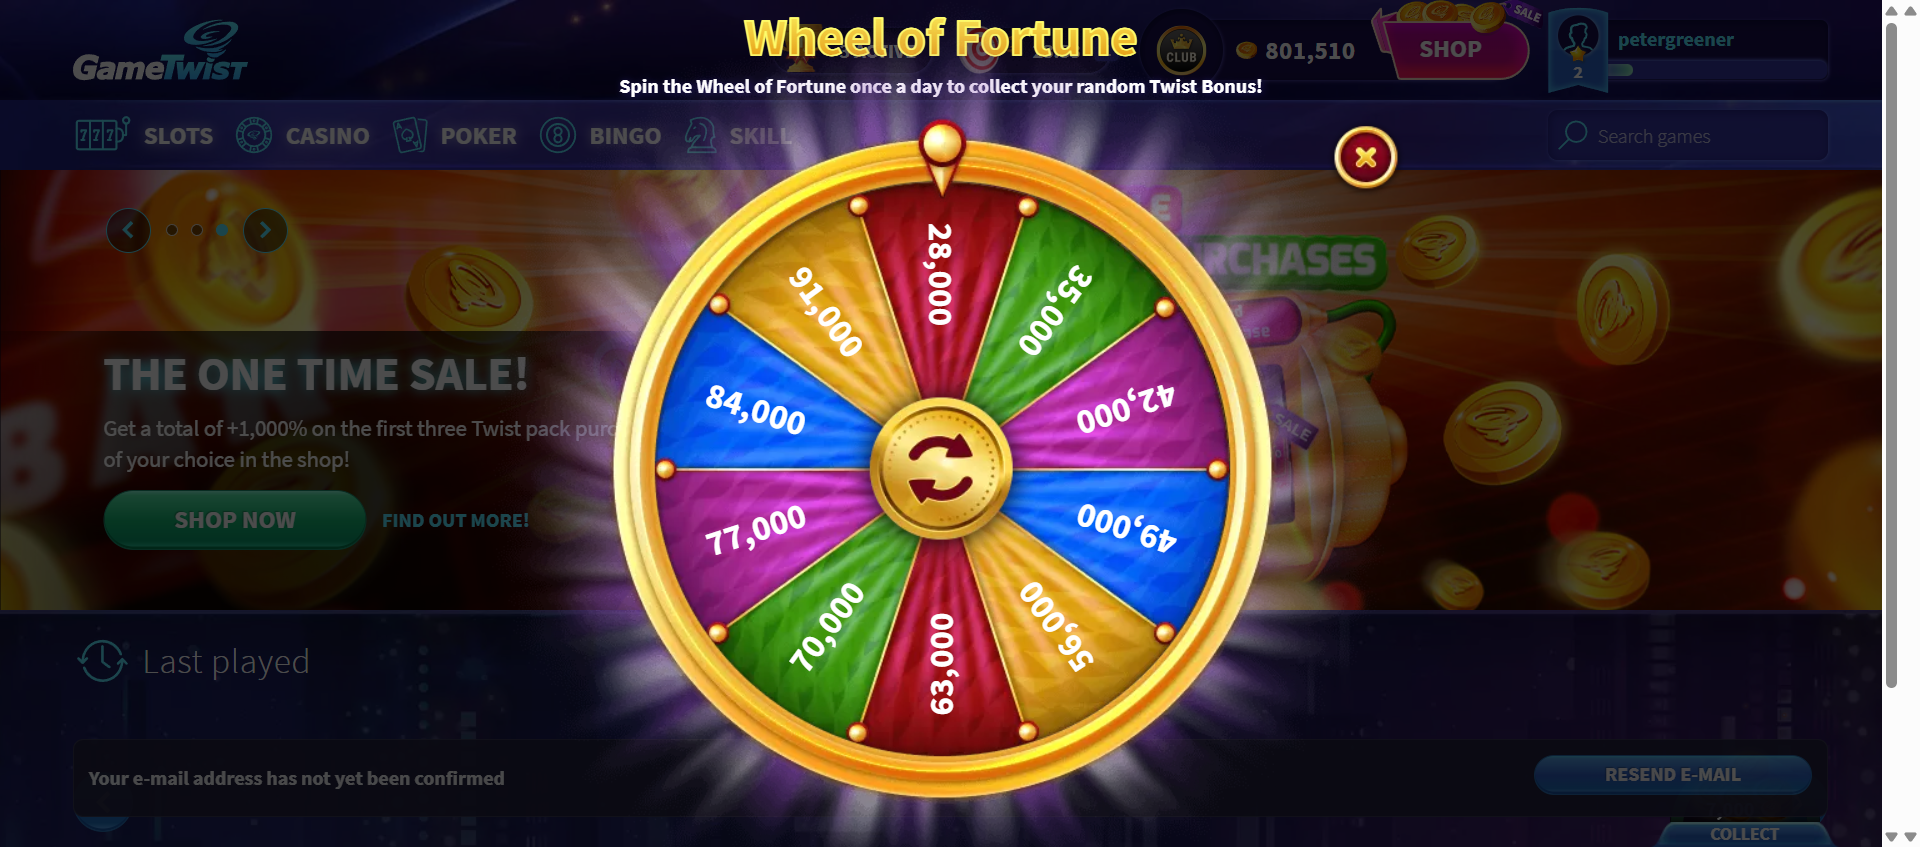 Wheel of Fortune
Spin the Wheel of Fortune once a day to collect your random Twist Bonus!
GameTwist
CLUB
801,510
SALE
SHOP
petergreener
2
777
SLOTS
CASINO
POKER
8
BINGO
SKILL
Search games
RCHASES
THE ONE TIME SALE!
Get a total of +1,000% on the first three Twist pack purc
of your choice in the shop!
SHOP NOW
FIND OUT MORE!
SALE
28,000
35,000
42,000
49,000
56,000
63,000
70,000
77,000
84,000
91,000
Last played
Your e-mail address has not yet been confirmed
RESEND E-MAIL
COLLECT